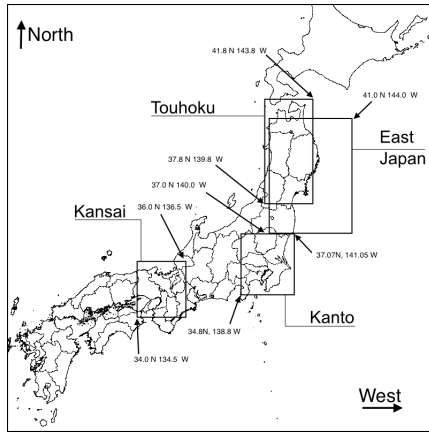 North
41.8 N 143.8 W
41.0 N 144.0 W
Touhoku
East
Japan
37.8 N 139.8 W
37.0 N 140.0 W
36.0 N 136.5 W
Kansai
37.07N, 141.05 W
34.8N, 138.8 W
Kanto
34.0 N 134.5 W
West